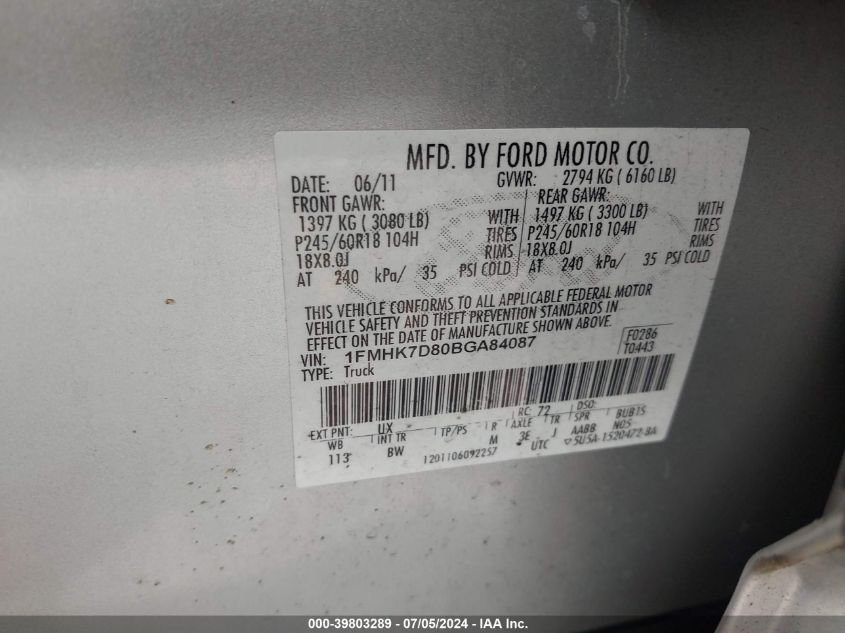 MFD. BY FORD MOTOR CO.
DATE: 06/11 GVWR: 2794 KG ( 6160 LB)
FRONT GAWR: REAR GAWR:
1397 KG ( 3080 LB) WITH 1497 KG ( 3300 LB) WITH
P245/60R18 104H TIRES P245/60R18 104H TIRES
18X8.0J RIMS 18X8.0J RIMS
AT 240 kPa/ 35 PSI COLD AT 240 kPa/ 35 PSI COLD
THIS VEHICLE CONFORMS TO ALL APPLICABLE FEDERAL MOTOR
VEHICLE SAFETY AND THEFT PREVENTION STANDARDS IN
EFFECT ON THE DATE OF MANUFACTURE SHOWN ABOVE.
VIN: 1FMHK7D80BGA84087 F0286
TYPE: Truck T0443
EXT PNT: UX RC: 72 DSO:
WB INT TR TP/PS R AXLE TR SPR BUB1S
113 BW M 3E J AABB NOS
1201106092257 UTC ▽5U5A-1520472-BA
000-39803289 - 07/05/2024 - IAA Inc.